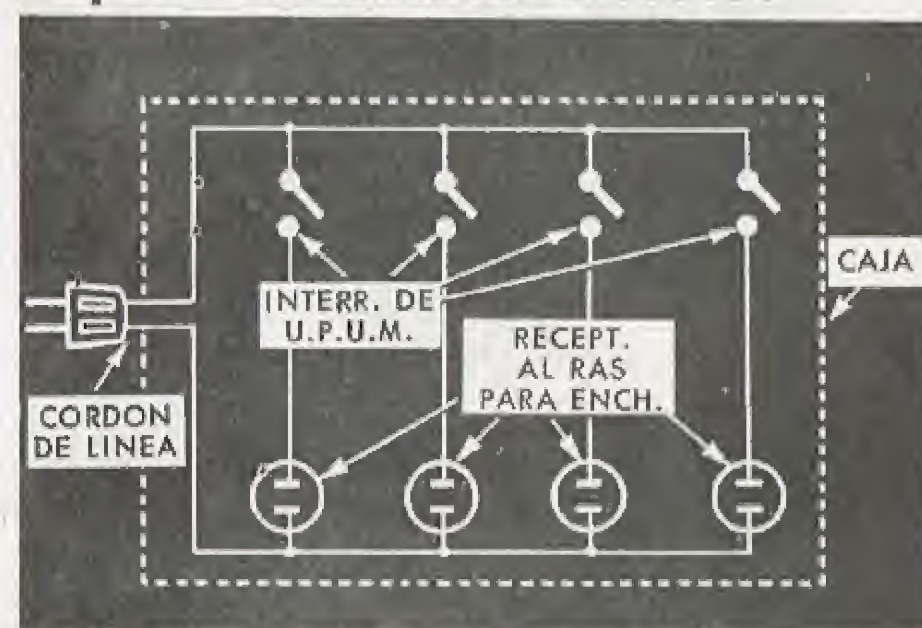 CAJA
INTERR. DE
U.P.U.M.
RECEPT.
AL RAS
PARA ENCH.
CORDON
DE LINEA